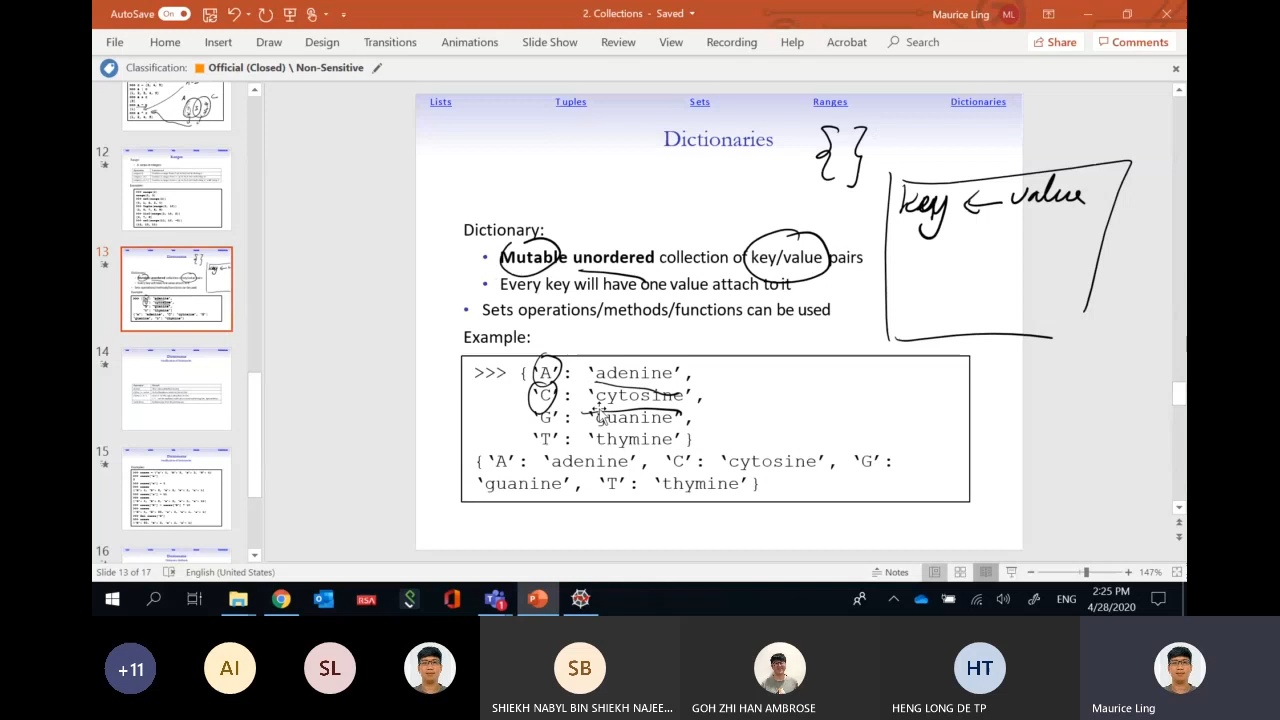 AutoSave On 2. Collections - Saved Maurice Ling ML
File Home Insert Draw Design Transitions Animations Slide Show Review View Recording Help Acrobat Search Share Comments
Classification: Official (Closed) \ Non-Sensitive
Lists Tuples Sets Ranges Dictionaries
Dictionaries
{ }
key ← value
Dictionary:
• Mutable unordered collection of key/value pairs
• Every key will have one value attach to it
• Sets operations/methods/functions can be used
Example:
>>> {‘A’: ‘adenine’,
‘C’: ‘cytosine’,
‘G’: ‘guanine’,
‘T’: ‘thymine’}
{‘A’: ‘adenine’, ‘C’: ‘cytosine’, ‘G’:
‘guanine’, ‘T’: ‘thymine’}
12
13
14
15
16
Slide 13 of 17 English (United States) Notes 147%
RSA ENG 2:25 PM
4/28/2020
+11 AI SL SB HT
SHIEKH NABYL BIN SHIEKH NAJEE... GOH ZHI HAN AMBROSE HENG LONG DE TP Maurice Ling